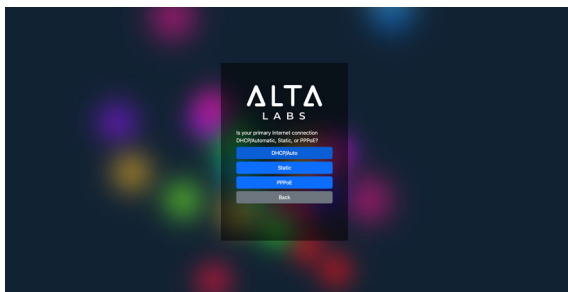 ALTA
LABS
Is your primary Internet connection
DHCP/Automatic, Static, or PPPoE?
DHCP/Auto
Static
PPPoE
Back